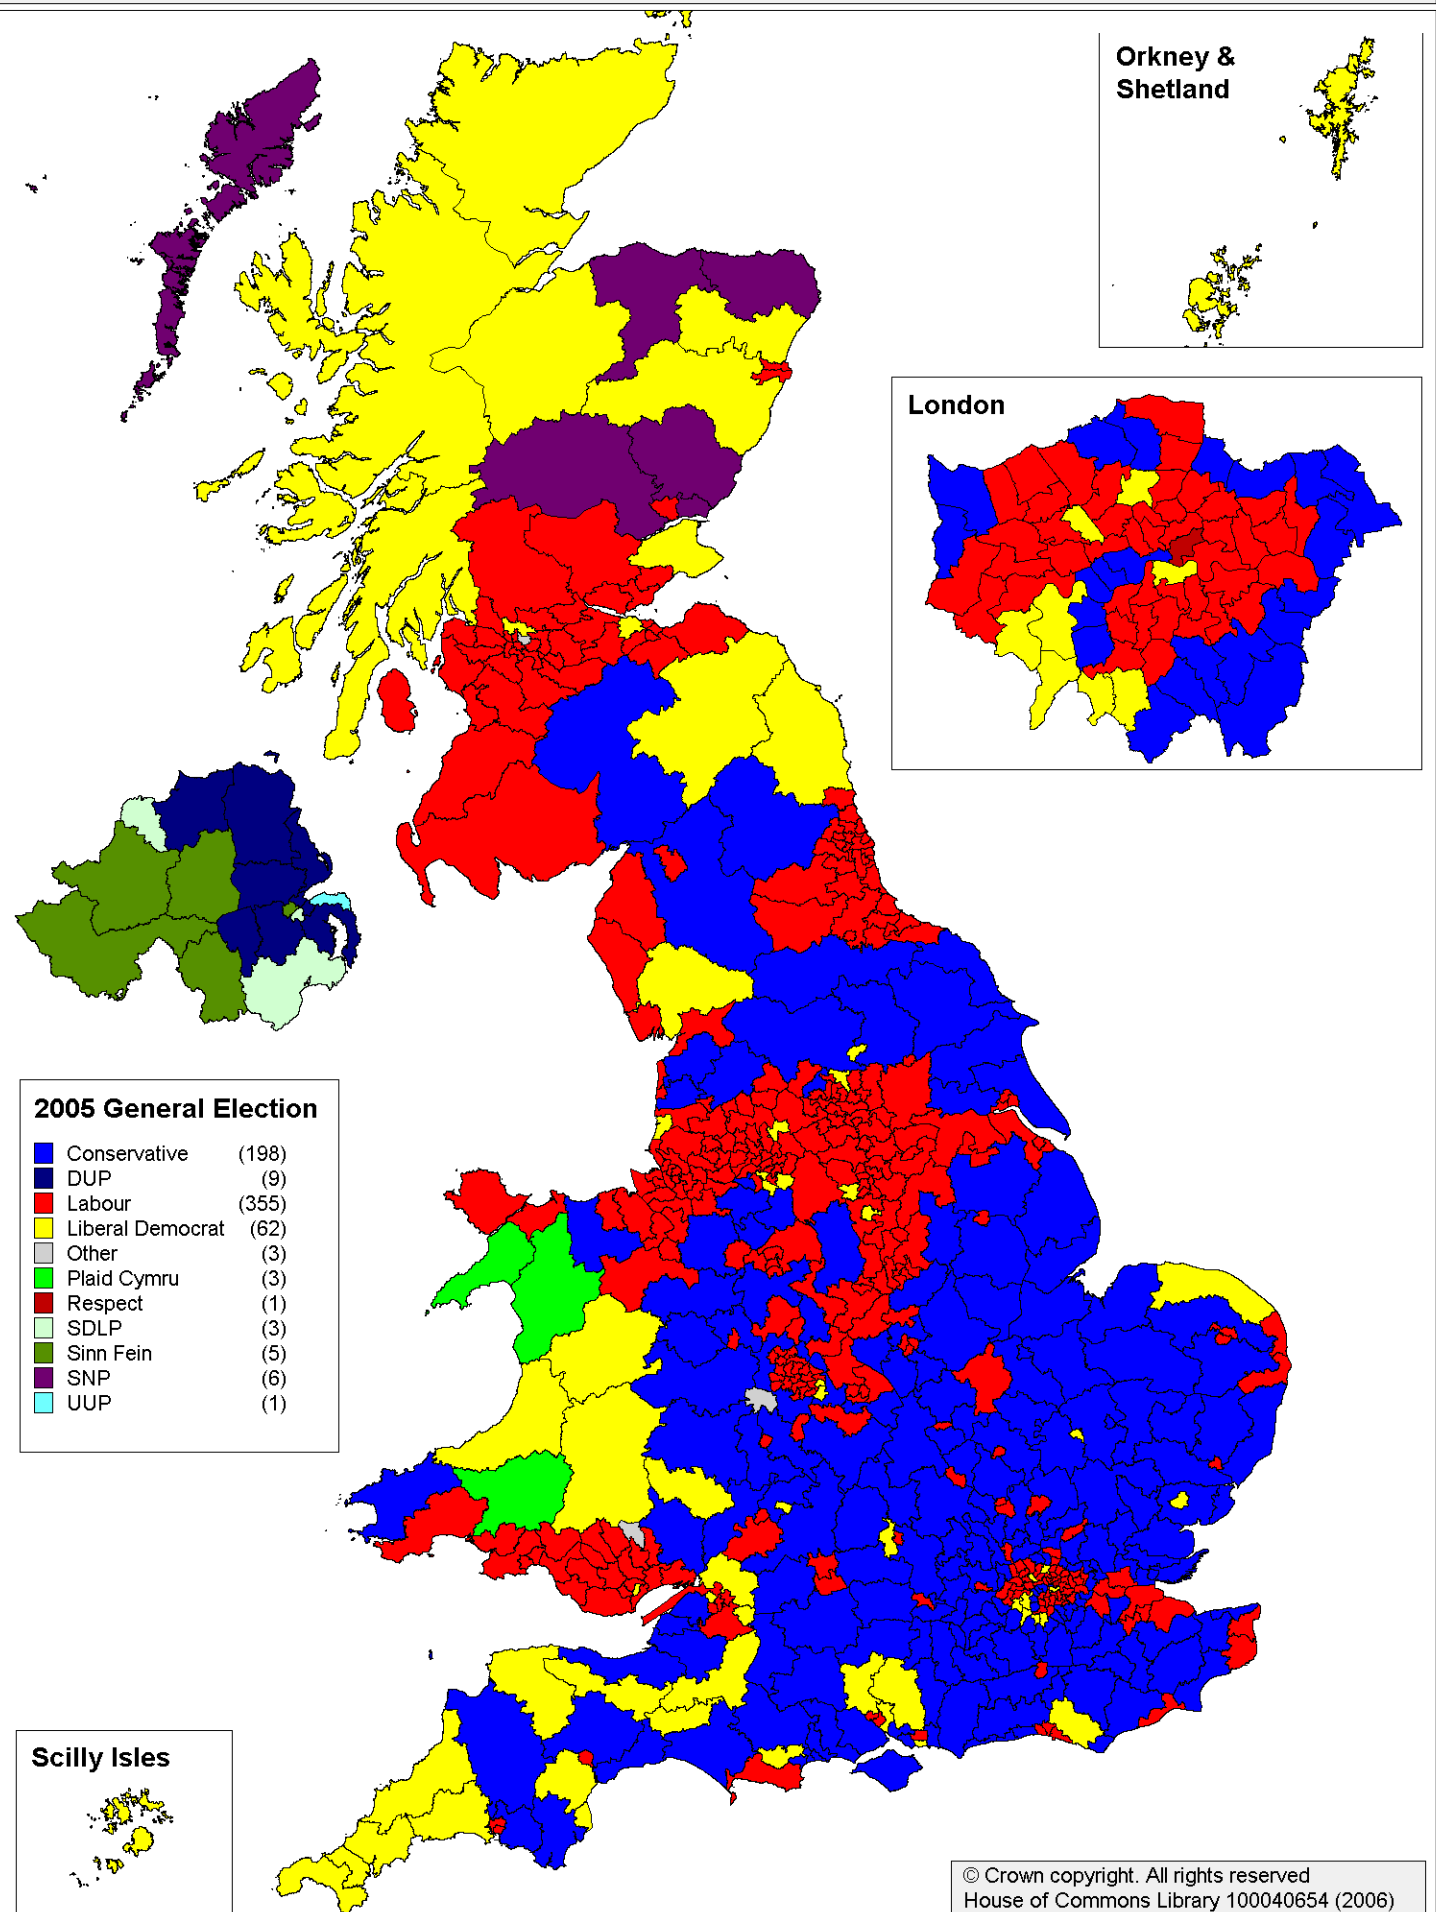 Orkney &
Shetland
London
2005 General Election
Conservative (198)
DUP (9)
Labour (355)
Liberal Democrat (62)
Other (3)
Plaid Cymru (3)
Respect (1)
SDLP (3)
Sinn Fein (5)
SNP (6)
UUP (1)
Scilly Isles
© Crown copyright. All rights reserved
House of Commons Library 100040654 (2006)